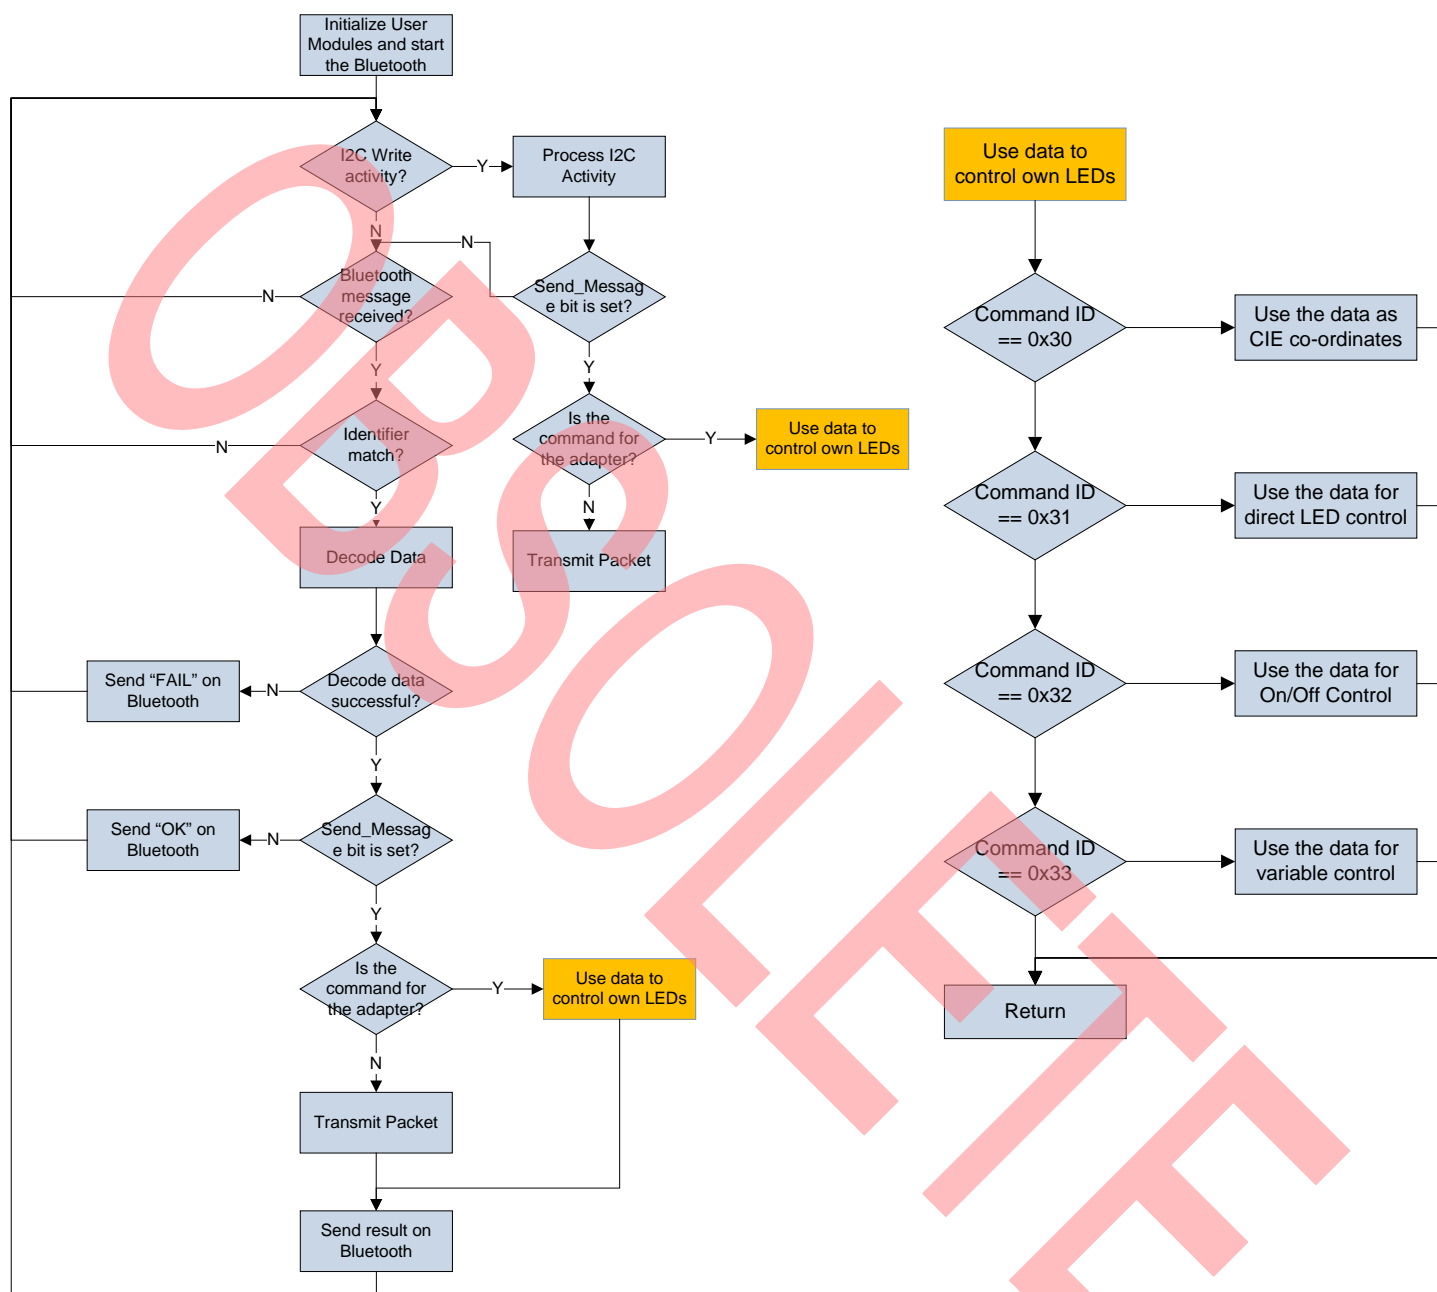 Initialize User
Modules and start
the Bluetooth
I2C Write
activity?
Y
Process I2C
Activity
N
N
Bluetooth
message
received?
N
Send_Messag
e bit is set?
Y
Y
Identifier
match?
N
Is the
command for
the adapter?
Y
Use data to
control own LEDs
Y
N
Decode Data
Transmit Packet
Decode data
successful?
N
Send “FAIL” on
Bluetooth
Y
Send_Messag
e bit is set?
N
Send “OK” on
Bluetooth
Y
Is the
command for
the adapter?
Y
Use data to
control own LEDs
N
Transmit Packet
Send result on
Bluetooth
Use data to
control own LEDs
Command ID
== 0x30
Use the data as
CIE co-ordinates
Command ID
== 0x31
Use the data for
direct LED control
Command ID
== 0x32
Use the data for
On/Off Control
Command ID
== 0x33
Use the data for
variable control
Return
OBSOLETE